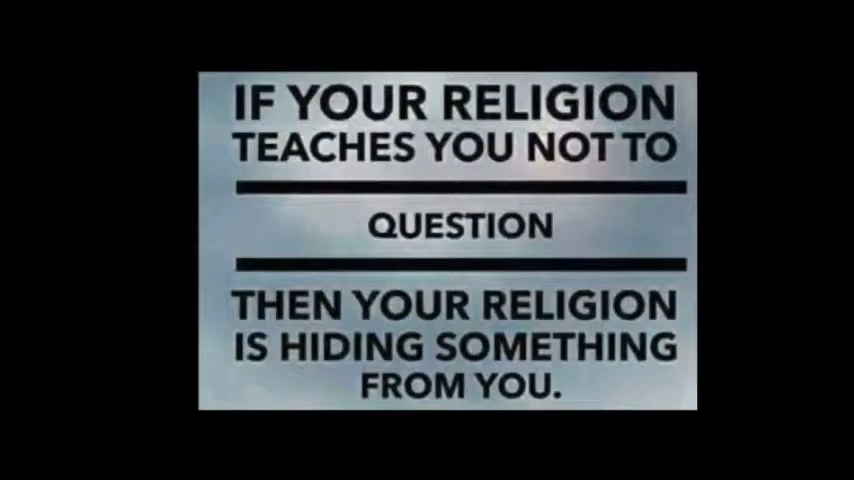 IF YOUR RELIGION
TEACHES YOU NOT TO
QUESTION
THEN YOUR RELIGION
IS HIDING SOMETHING
FROM YOU.